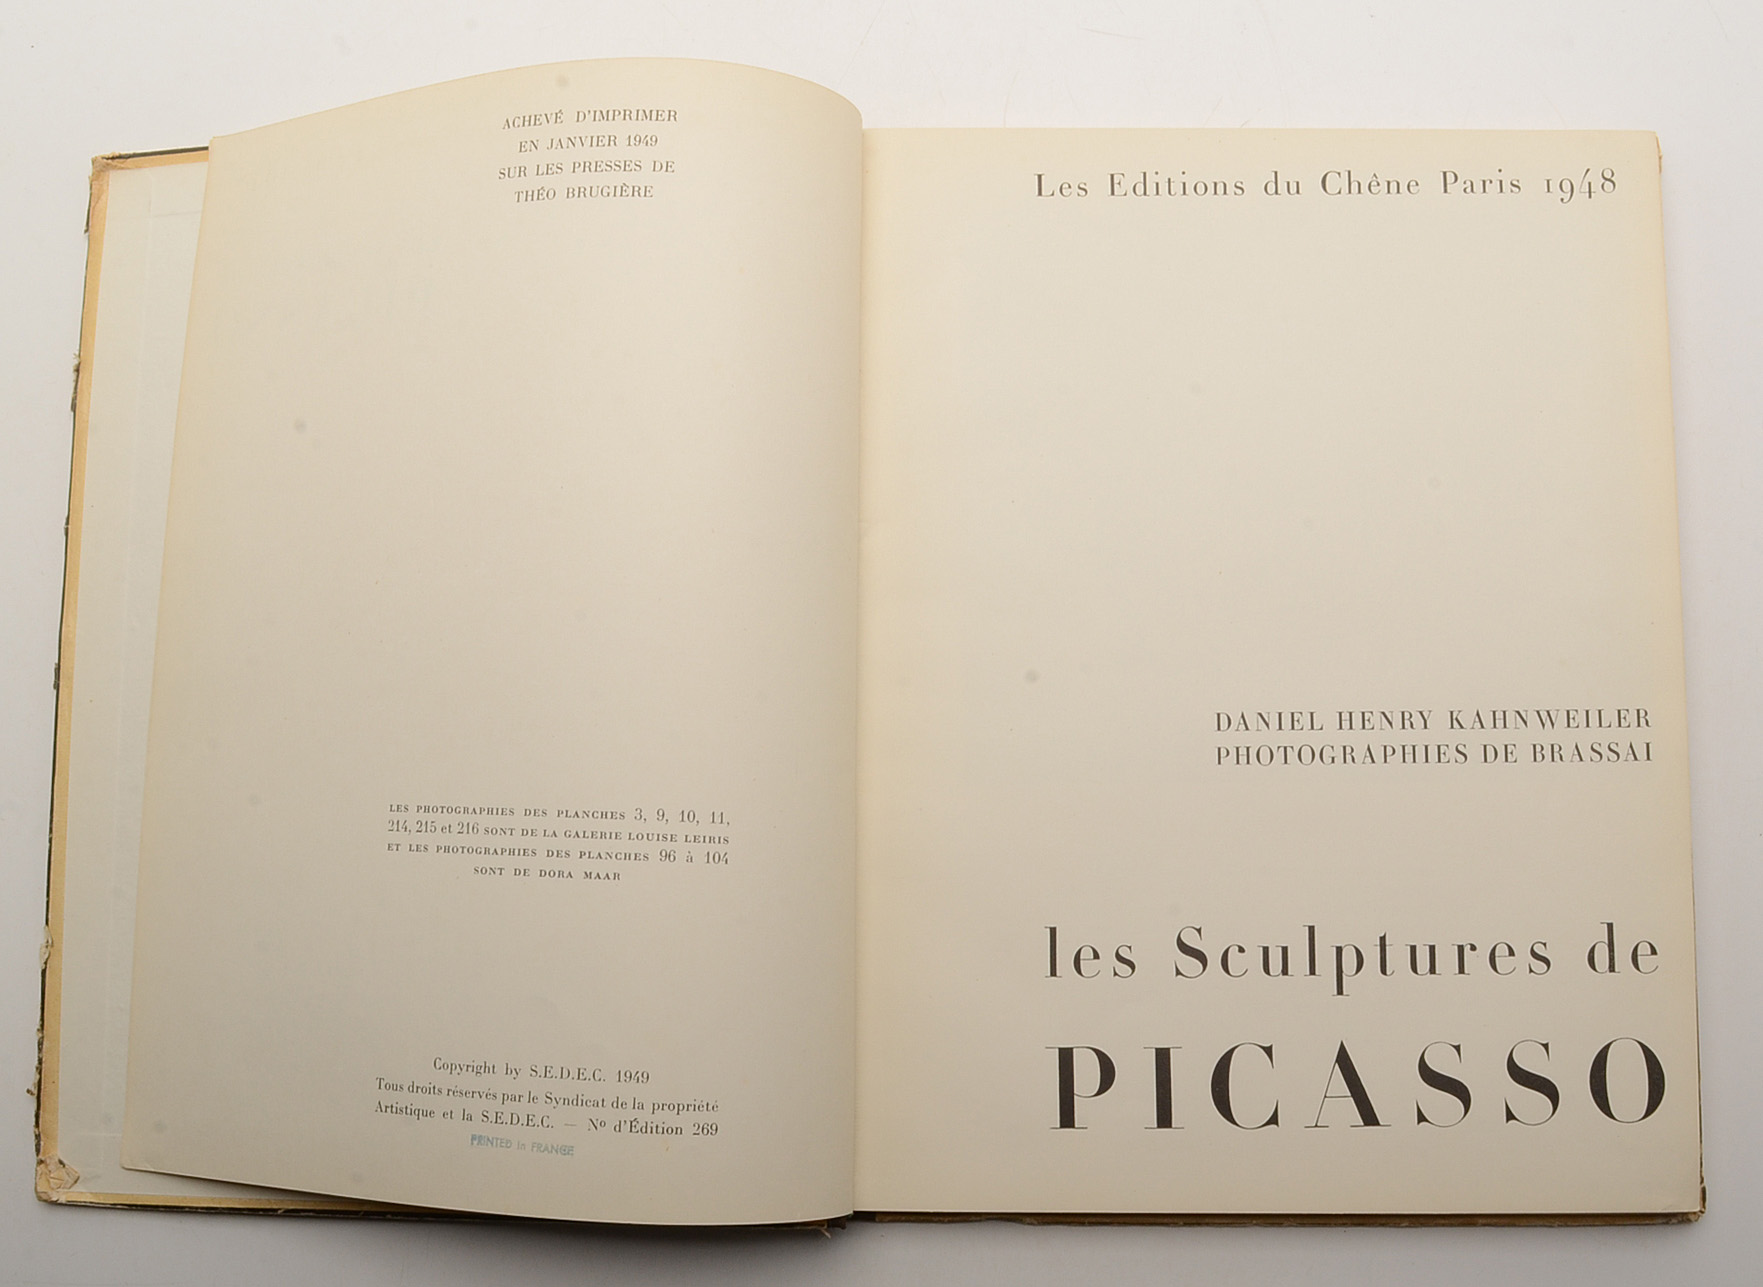 ACHEVÉ D'IMPRIMER
EN JANVIER 1949
SUR LES PRESSES DE
THÉO BRUGIÈRE
LES PHOTOGRAPHIES DES PLANCHES 3, 9, 10, 11,
214, 215 et 216 SONT DE LA GALERIE LOUISE LEIRIS
ET LES PHOTOGRAPHIES DES PLANCHES 96 à 104
SONT DE DORA MAAR
Copyright by S.E.D.E.C. 1949
Tous droits réservés par le Syndicat de la propriété
Artistique et la S.E.D.E.C. — Nº d'Édition 269
PRINTED in FRANCE
Les Editions du Chêne Paris 1948
DANIEL HENRY KAHNWEILER
PHOTOGRAPHIES DE BRASSAI
les Sculptures de
PICASSO